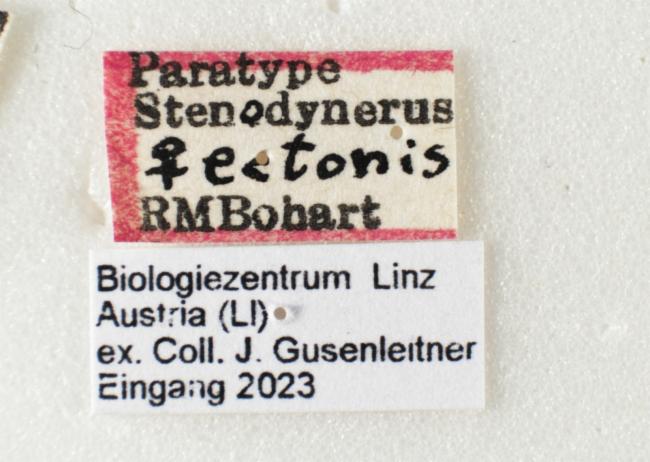 Paratype
Stenodynerus
♀ ectonis
RMBohart
Biologiezentrum Linz
Austria (LI)
ex. Coll. J. Gusenleitner
Eingang 2023